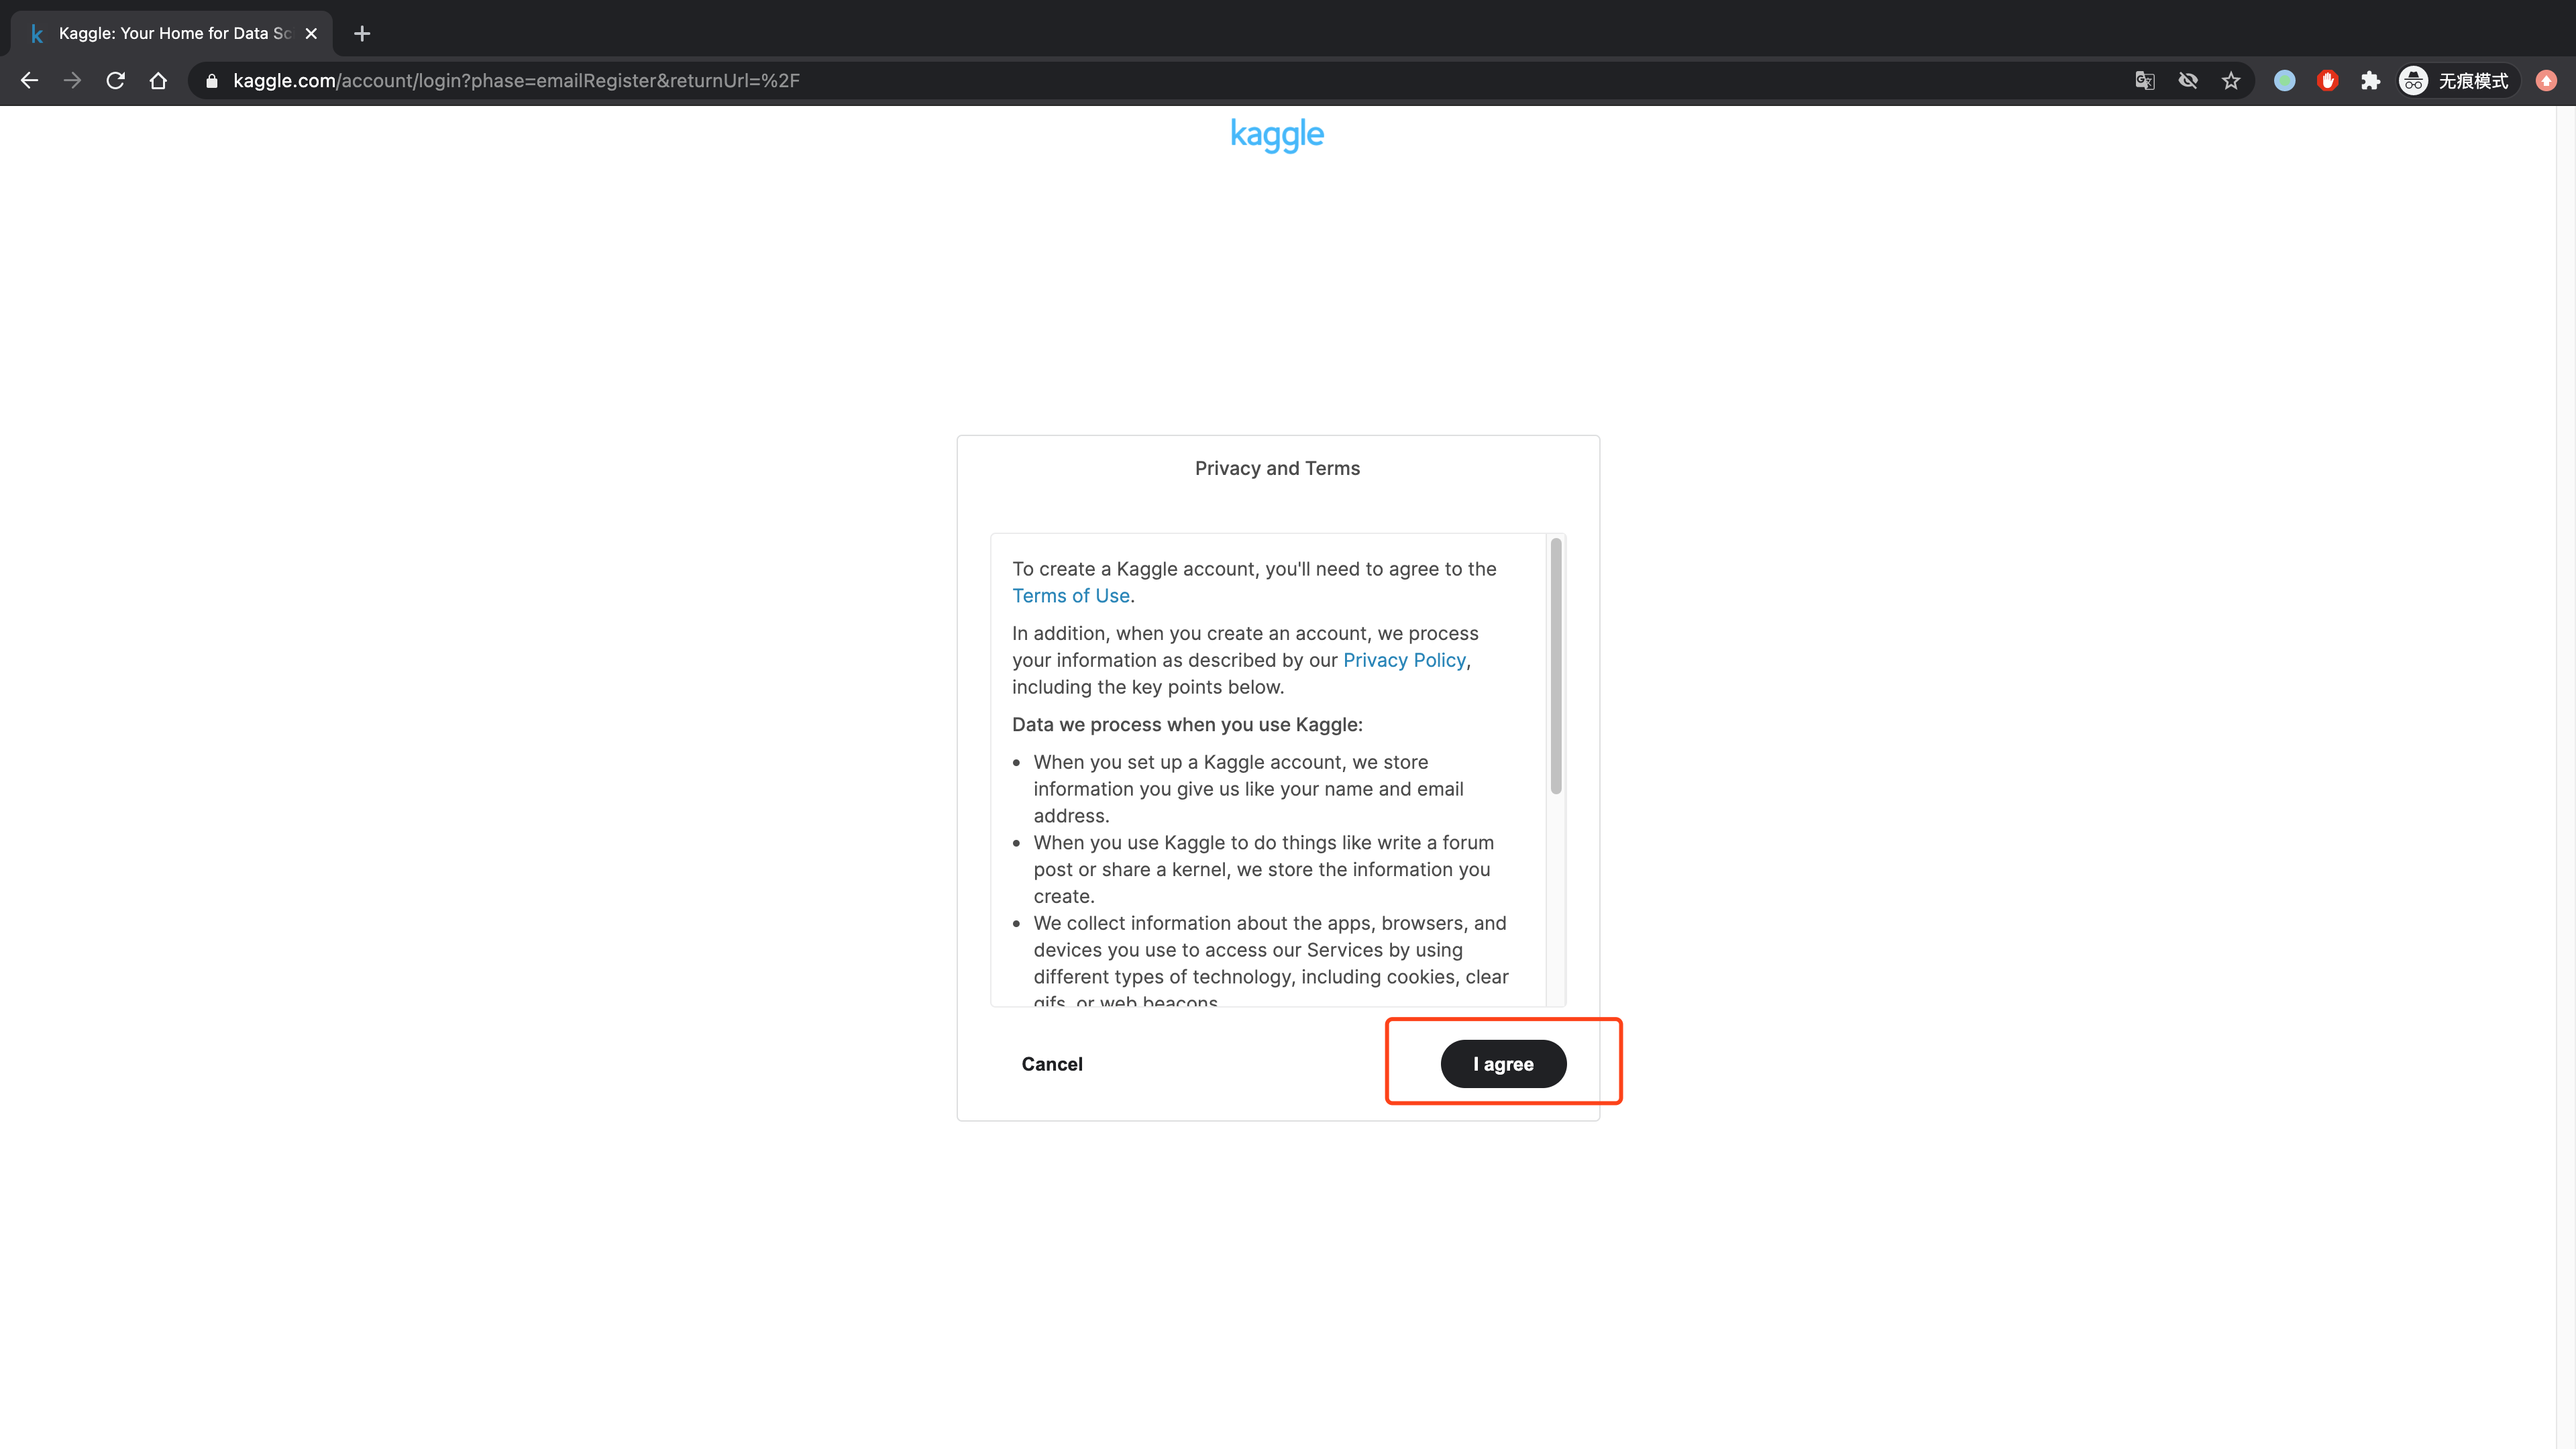 Kaggle: Your Home for Data Sc
kaggle.com/account/login?phase=emailRegister&returnUrl=%2F
无痕模式
kaggle
Privacy and Terms
To create a Kaggle account, you'll need to agree to the
Terms of Use.
In addition, when you create an account, we process
your information as described by our Privacy Policy,
including the key points below.
Data we process when you use Kaggle:
• When you set up a Kaggle account, we store
information you give us like your name and email
address.
• When you use Kaggle to do things like write a forum
post or share a kernel, we store the information you
create.
• We collect information about the apps, browsers, and
devices you use to access our Services by using
different types of technology, including cookies, clear
gifs, or web beacons
Cancel
I agree